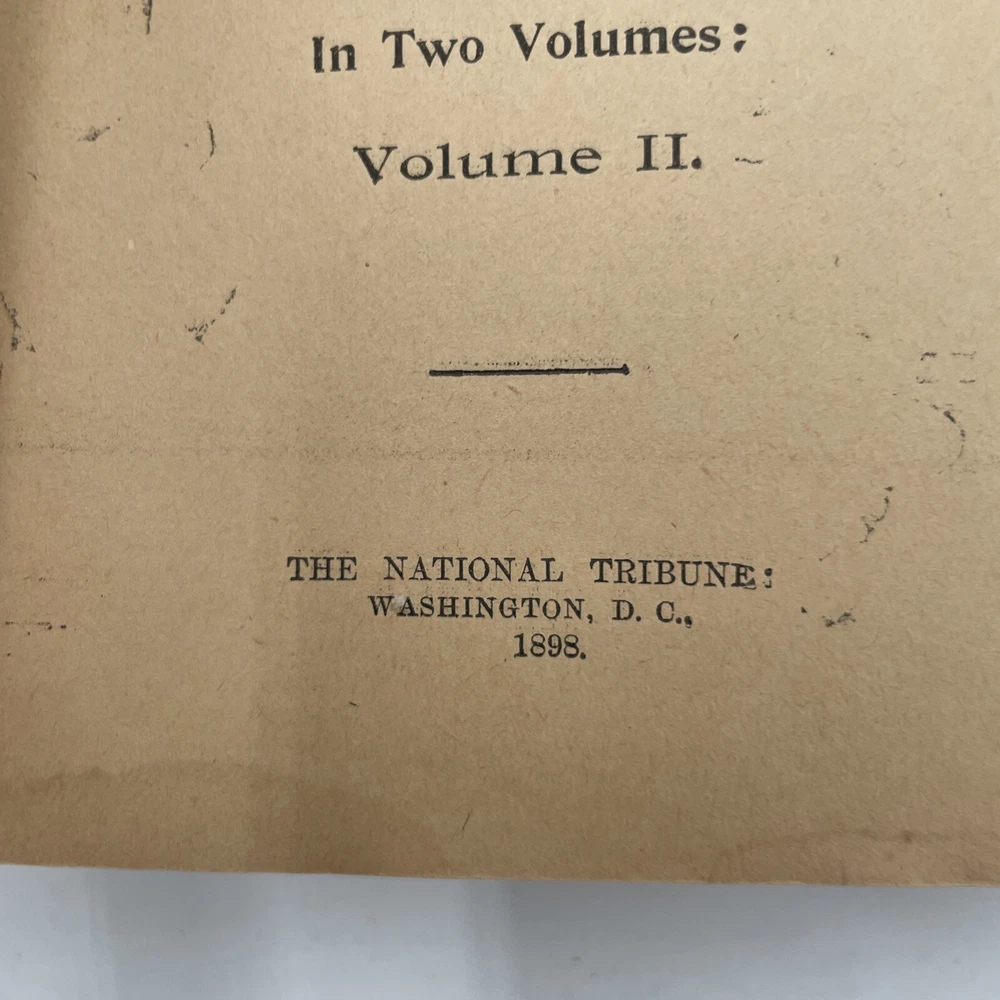 In Two Volumes:
Volume II.
THE NATIONAL TRIBUNE:
WASHINGTON, D. C.,
1898.